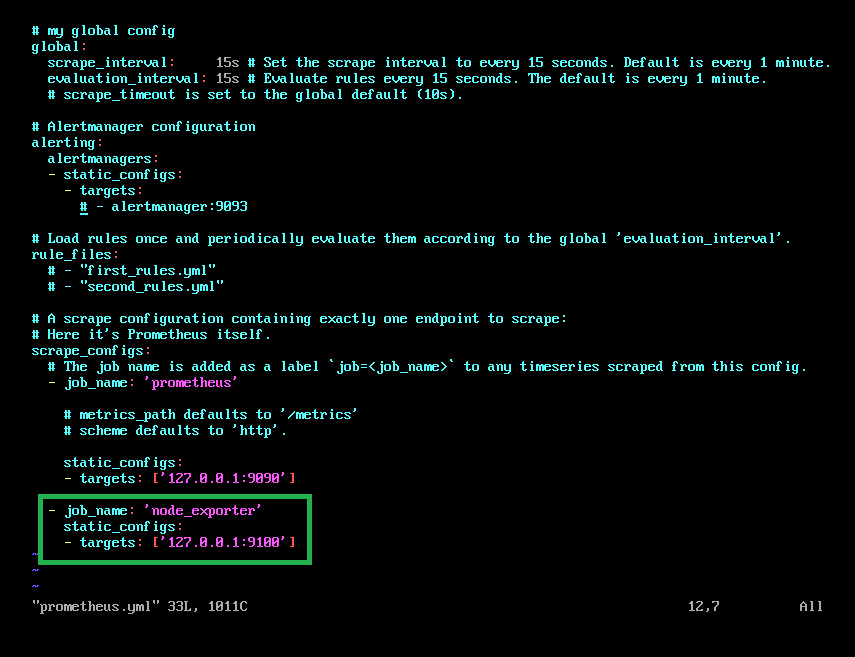 # my global config
global:
  scrape_interval:     15s # Set the scrape interval to every 15 seconds. Default is every 1 minute.
  evaluation_interval: 15s # Evaluate rules every 15 seconds. The default is every 1 minute.
  # scrape_timeout is set to the global default (10s).

# Alertmanager configuration
alerting:
  alertmanagers:
  - static_configs:
    - targets:
      # - alertmanager:9093

# Load rules once and periodically evaluate them according to the global 'evaluation_interval'.
rule_files:
  # - "first_rules.yml"
  # - "second_rules.yml"

# A scrape configuration containing exactly one endpoint to scrape:
# Here it's Prometheus itself.
scrape_configs:
  # The job name is added as a label `job=<job_name>` to any timeseries scraped from this config.
  - job_name: 'prometheus'

    # metrics_path defaults to '/metrics'
    # scheme defaults to 'http'.

    static_configs:
    - targets: ['127.0.0.1:9090']

  - job_name: 'node_exporter'
    static_configs:
    - targets: ['127.0.0.1:9100']
~
~
~
"prometheus.yml" 33L, 1011C 12,7 All